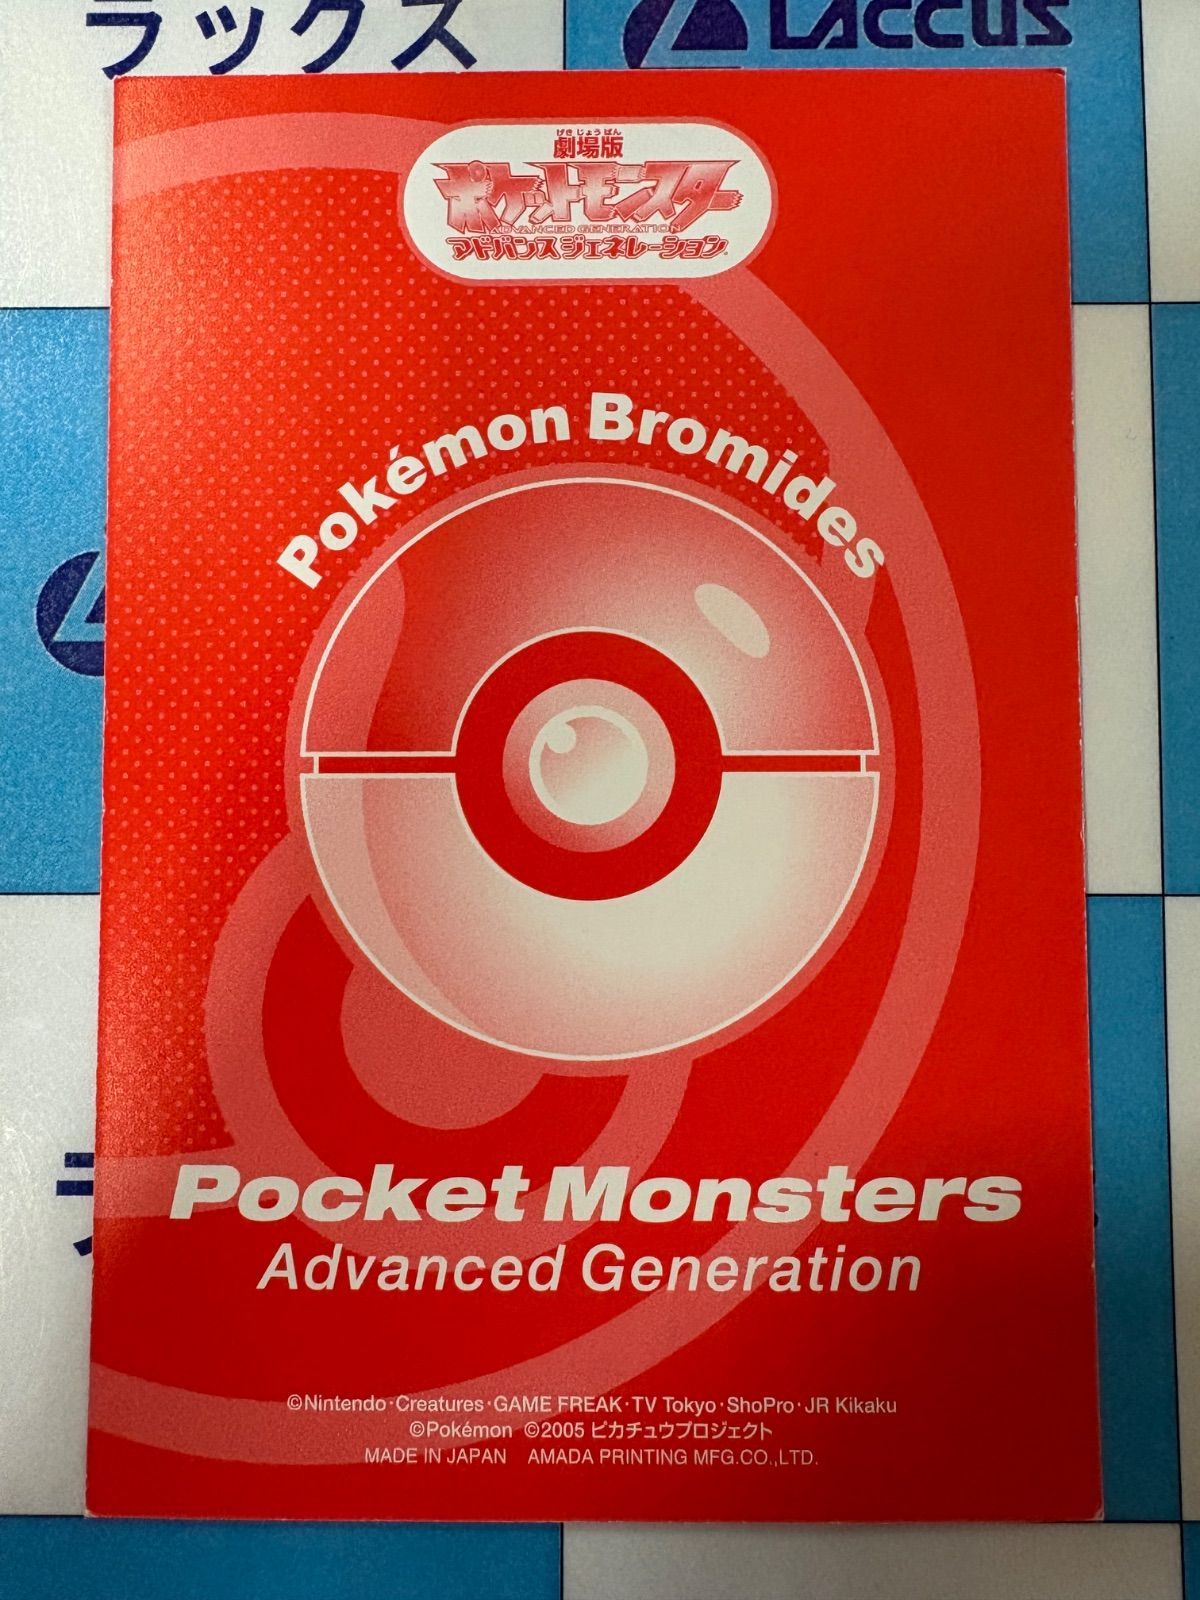 ラックス
LACCUS
げきじょうばん
劇場版
ポケットモンスター
ADVANCED GENERATION
アドバンスジェネレーション
Pokémon Bromides
Pocket Monsters
Advanced Generation
©Nintendo・Creatures・GAME FREAK・TV Tokyo・ShoPro・JR Kikaku
©Pokémon ©2005 ピカチュウプロジェクト
MADE IN JAPAN AMADA PRINTING MFG.CO.,LTD.